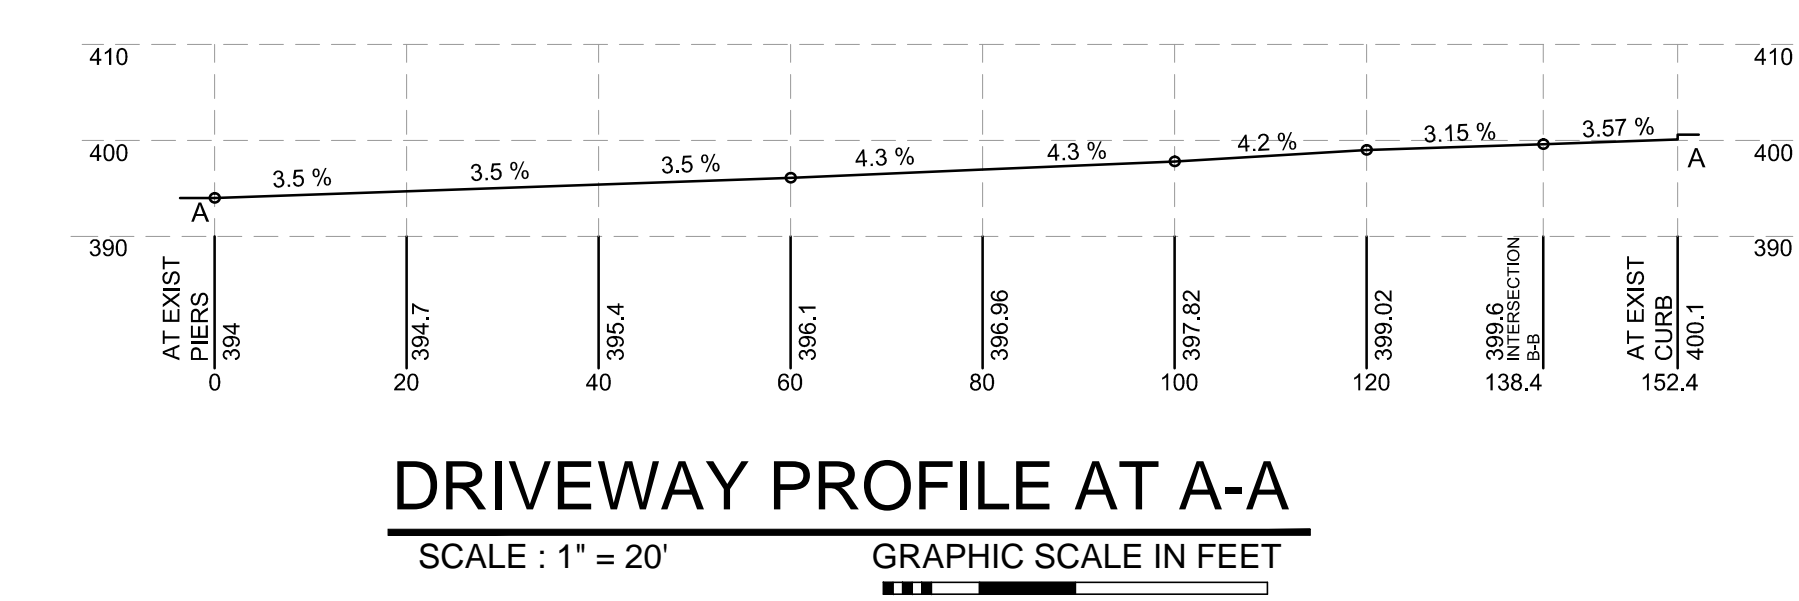 410
410
400
3.5 %
3.5 %
3.5 %
4.3 %
4.3 %
4.2 %
3.15 %
3.57 %
400
A
A
390
390
AT EXIST
PIERS
394
394.7
395.4
396.1
396.96
397.82
399.02
399.6
INTERSECTION
B-B
AT EXIST
CURB
400.1
0
20
40
60
80
100
120
138.4
152.4
DRIVEWAY PROFILE AT A-A
SCALE : 1" = 20'
GRAPHIC SCALE IN FEET